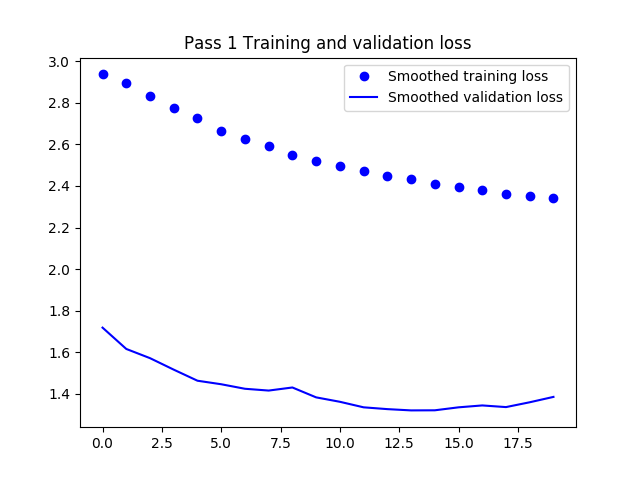 Pass 1 Training and validation loss
Smoothed training loss
Smoothed validation loss
3.0
2.8
2.6
2.4
2.2
2.0
1.8
1.6
1.4
0.0 2.5 5.0 7.5 10.0 12.5 15.0 17.5